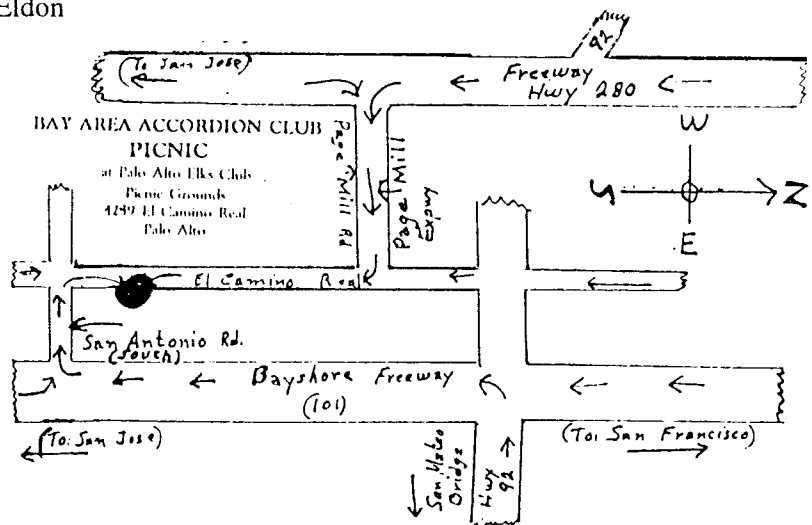 Eldon
92
(To San Jose)
Freeway
Hwy 280
BAY AREA ACCORDION CLUB
PICNIC
at Palo Alto Elks Club
Picnic Grounds
4249 El Camino Real
Palo Alto
Page Mill Rd
Page Mill
Expwy
W
S
N
E
El Camino Real
San Antonio Rd.
(South)
Bayshore Freeway
(101)
(To: San Jose)
(To: San Francisco)
San Mateo
Bridge
Hwy
92